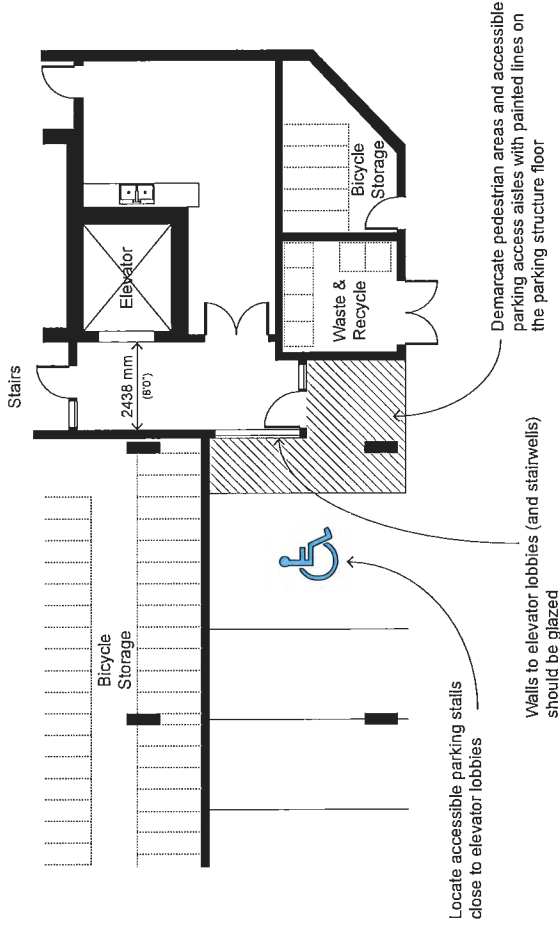 Stairs
Elevator
2438 mm
(8'0")
Bicycle
Storage
Waste &
Recycle
Bicycle
Storage
Demarcate pedestrian areas and accessible
parking access aisles with painted lines on
the parking structure floor
Walls to elevator lobbies (and stairwells)
should be glazed
Locate accessible parking stalls
close to elevator lobbies